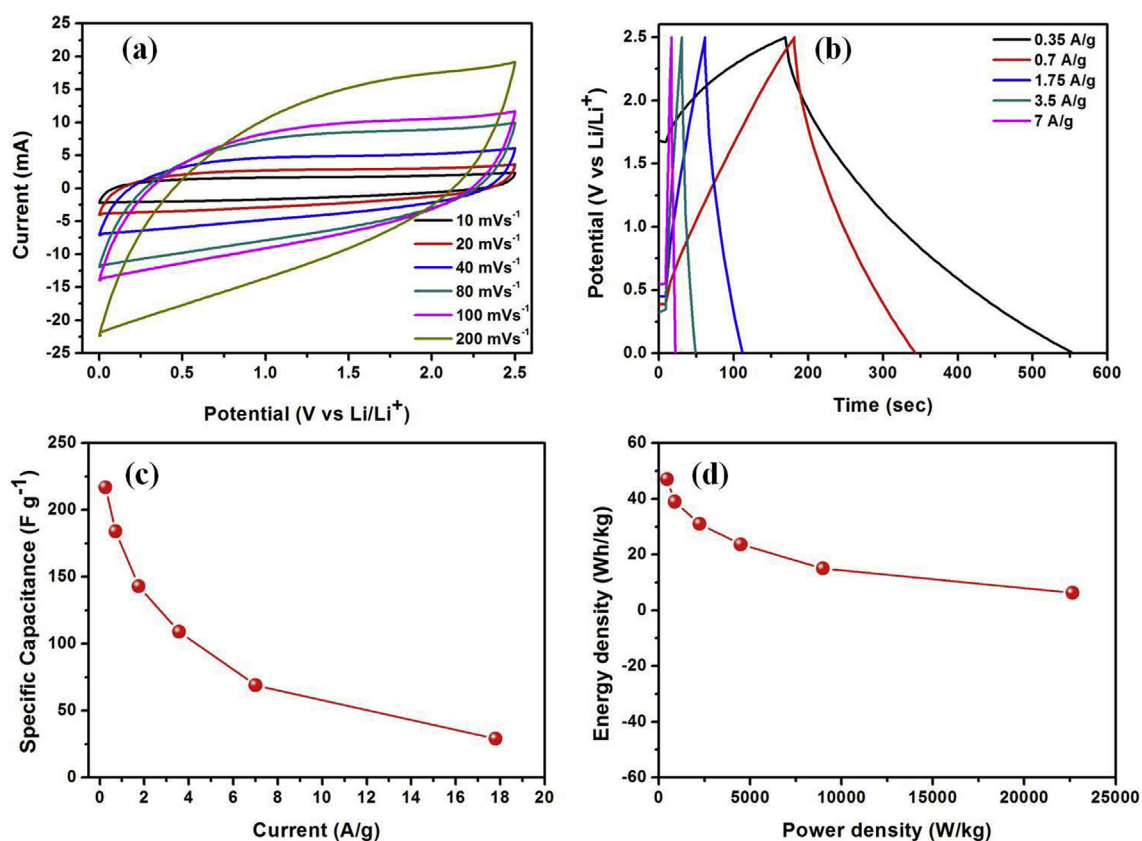 (a)
Current (mA)
25
20
15
10
5
0
-5
-10
-15
-20
-25
0.0 0.5 1.0 1.5 2.0 2.5
Potential (V vs Li/Li⁺)
10 mVs⁻¹
20 mVs⁻¹
40 mVs⁻¹
80 mVs⁻¹
100 mVs⁻¹
200 mVs⁻¹
(b)
Potential (V vs Li/Li⁺)
2.5
2.0
1.5
1.0
0.5
0.0
0 100 200 300 400 500 600
Time (sec)
0.35 A/g
0.7 A/g
1.75 A/g
3.5 A/g
7 A/g
(c)
Specific Capacitance (F g⁻¹)
250
200
150
100
50
0
0 2 4 6 8 10 12 14 16 18 20
Current (A/g)
(d)
Energy density (Wh/kg)
60
40
20
0
-20
-40
-60
0 5000 10000 15000 20000 25000
Power density (W/kg)